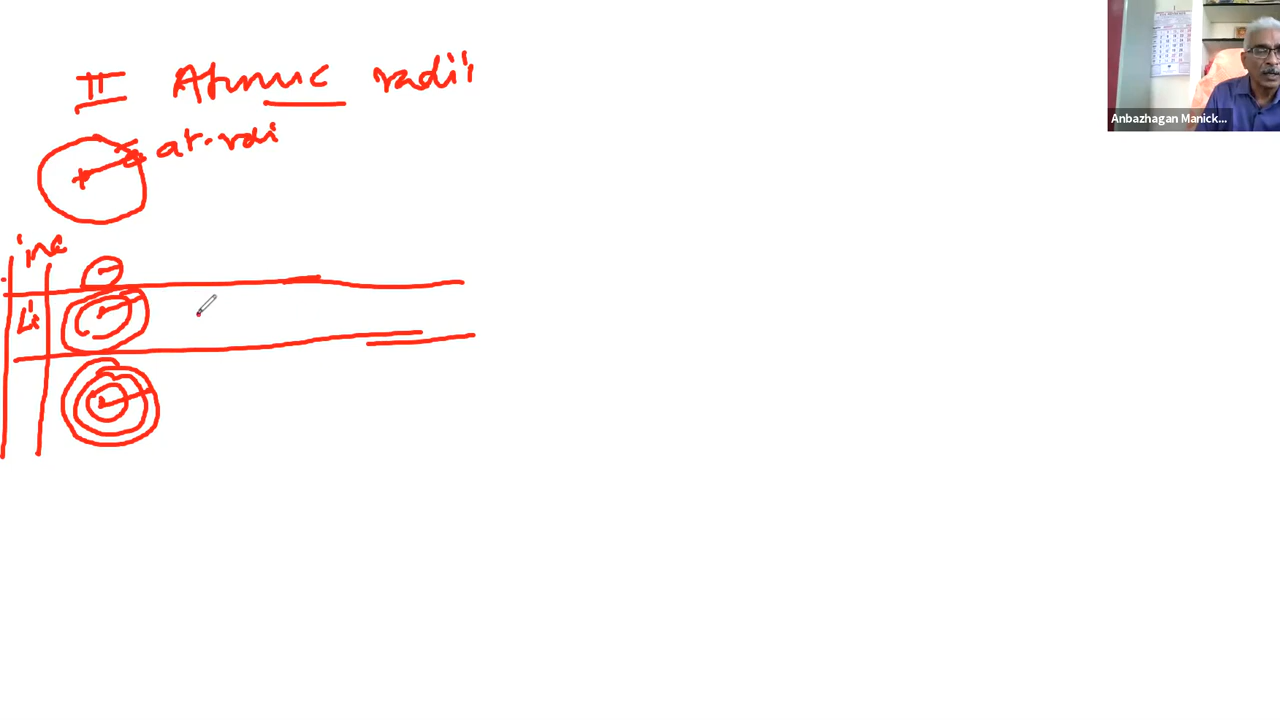 II Atomic radii
at. radi
inc
Li
Anbazhagan Manick...